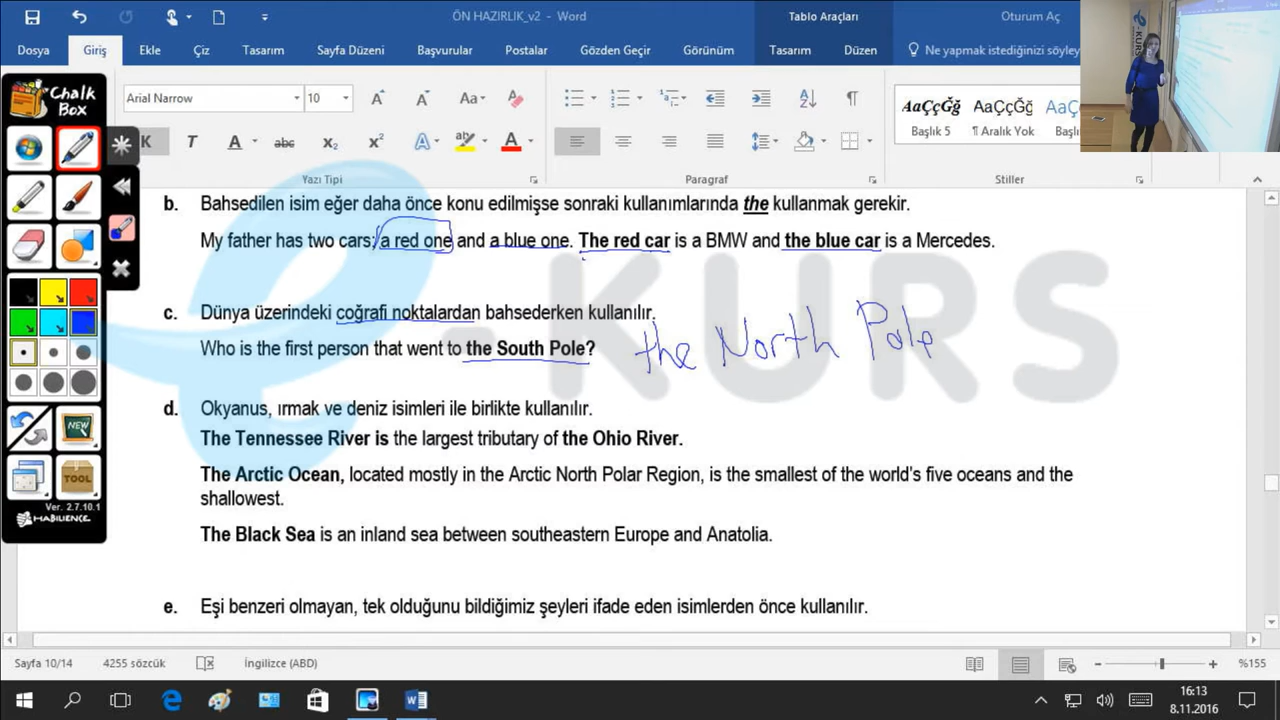 ÖN HAZIRLIK_v2 - Word
Tablo Araçları
Oturum Aç
Dosya
Giriş
Ekle
Çiz
Tasarım
Sayfa Düzeni
Başvurular
Postalar
Gözden Geçir
Görünüm
Tasarım
Düzen
Ne yapmak istediğinizi söyley
Chalk
Box
Arial Narrow
10
Aa
AaÇçĞğ
AaÇçĞğ
AaÇç
Başlık 5
¶ Aralık Yok
Başlı
K T A abc X₂ X² A A
Yazı Tipi
Paragraf
Stiller
b. Bahsedilen isim eğer daha önce konu edilmişse sonraki kullanımlarında the kullanmak gerekir.
My father has two cars: a red one and a blue one. The red car is a BMW and the blue car is a Mercedes.
c. Dünya üzerindeki coğrafi noktalardan bahsederken kullanılır.
Who is the first person that went to the South Pole?
the North Pole
d. Okyanus, ırmak ve deniz isimleri ile birlikte kullanılır.
The Tennessee River is the largest tributary of the Ohio River.
The Arctic Ocean, located mostly in the Arctic North Polar Region, is the smallest of the world's five oceans and the
shallowest.
The Black Sea is an inland sea between southeastern Europe and Anatolia.
e. Eşi benzeri olmayan, tek olduğunu bildiğimiz şeyleri ifade eden isimlerden önce kullanılır.
e-KURS
NEW
TOOL
Ver. 2.7.10.1
MABILIENCE
Sayfa 10/14
4255 sözcük
İngilizce (ABD)
%155
16:13
8.11.2016